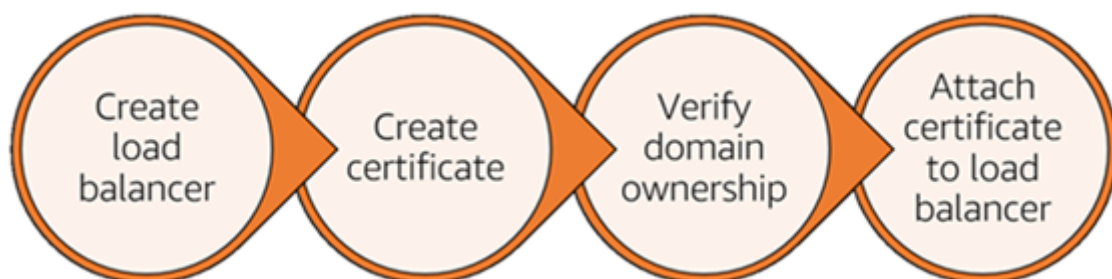 Create
load
balancer
Create
certificate
Verify
domain
ownership
Attach
certificate
to load
balancer